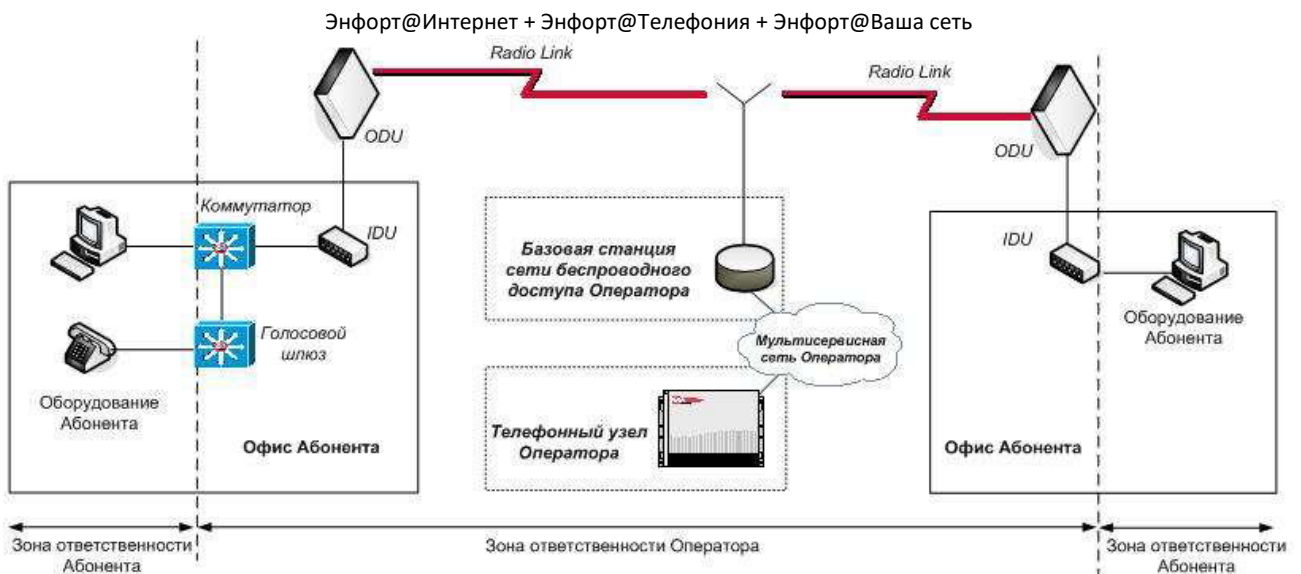 Энфорт@Интернет + Энфорт@Телефония + Энфорт@Ваша сеть
Radio Link
Radio Link
ODU
ODU
Коммутатор
IDU
IDU
Базовая станция
сети беспроводного
доступа Оператора
Голосовой
шлюз
Мультисервисная
сеть Оператора
Оборудование
Абонента
Оборудование
Абонента
Телефонный узел
Оператора
Офис Абонента
Офис Абонента
Зона ответственности
Абонента
Зона ответственности Оператора
Зона ответственности
Абонента